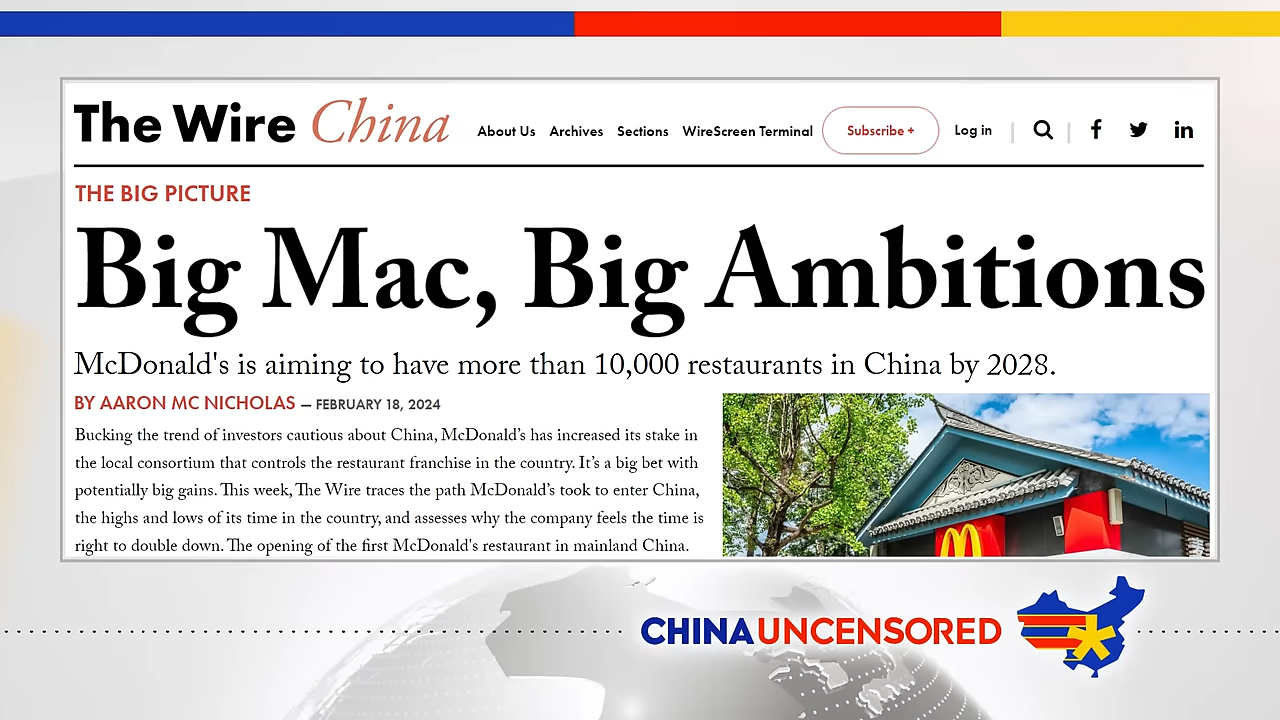 The Wire China
About Us Archives Sections WireScreen Terminal Subscribe + Log in
THE BIG PICTURE
Big Mac, Big Ambitions
McDonald's is aiming to have more than 10,000 restaurants in China by 2028.
BY AARON MC NICHOLAS — FEBRUARY 18, 2024
Bucking the trend of investors cautious about China, McDonald's has increased its stake in
the local consortium that controls the restaurant franchise in the country. It's a big bet with
potentially big gains. This week, The Wire traces the path McDonald's took to enter China,
the highs and lows of its time in the country, and assesses why the company feels the time is
right to double down. The opening of the first McDonald's restaurant in mainland China.
CHINA UNCENSORED